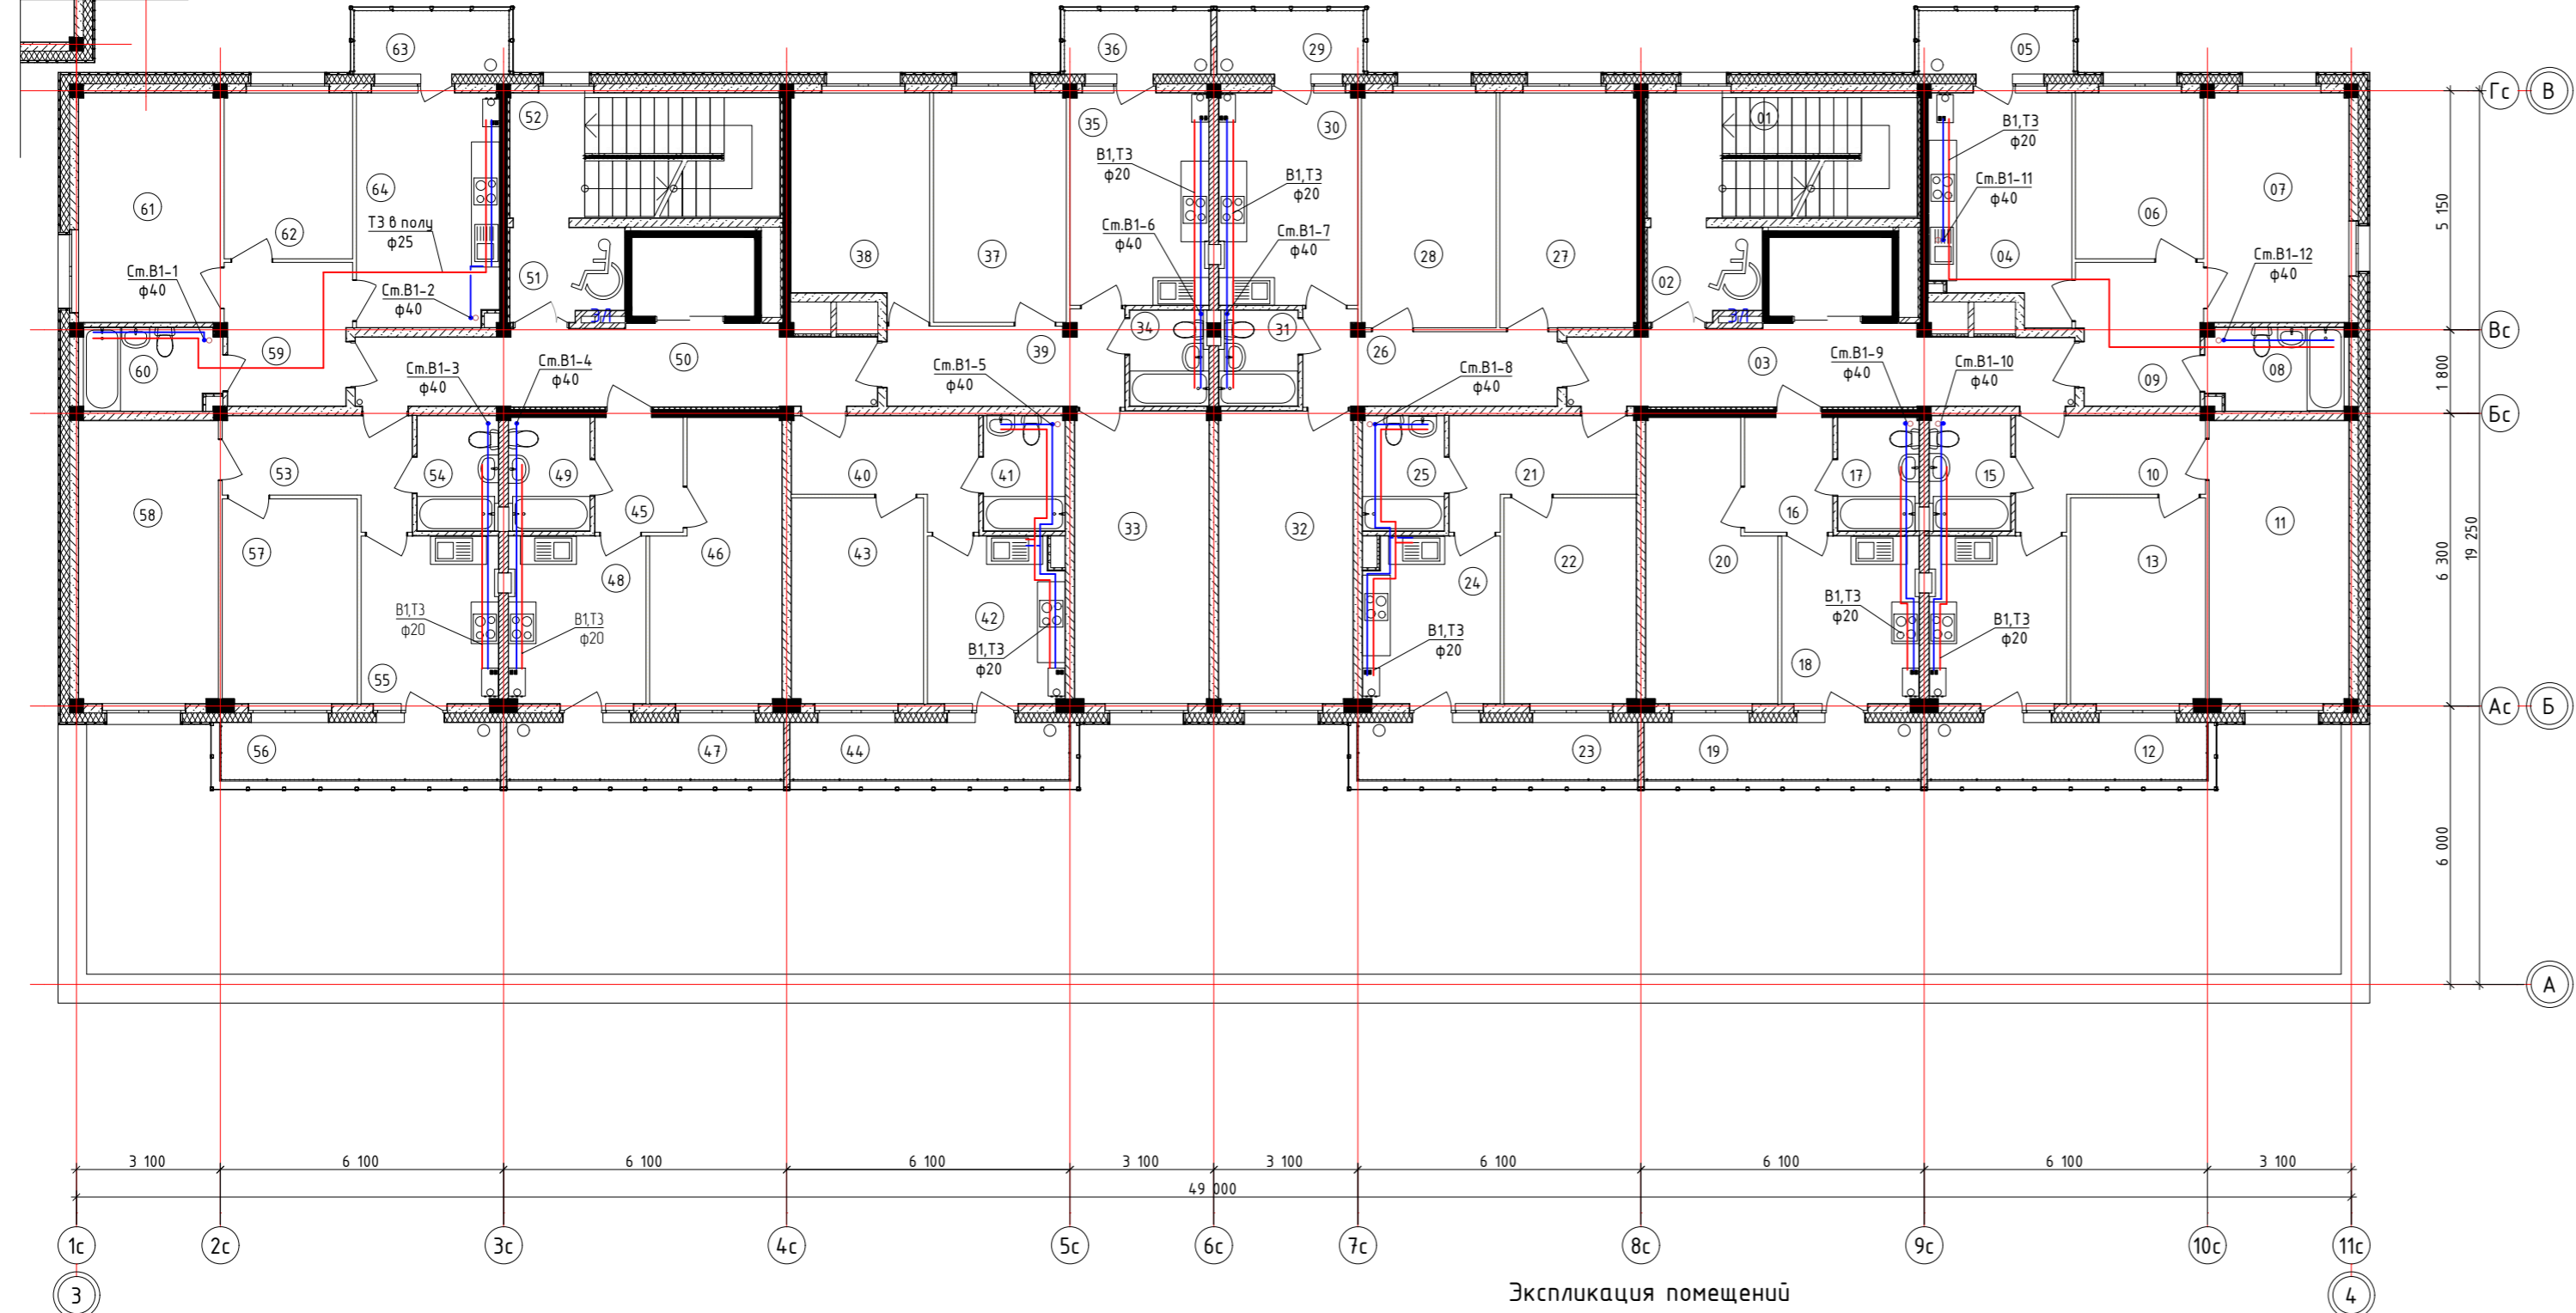 63
36
29
05
Гс
В
52
35
30
01
В1,Т3
ф20
В1,Т3
ф20
В1,Т3
ф20
Ст.В1-11
ф40
64
61
62
Т3 в полу
ф25
07
06
5 150
Ст.В1-6
ф40
Ст.В1-7
ф40
38
37
28
27
04
Ст.В1-12
ф40
Ст.В1-1
ф40
Ст.В1-2
ф40
51
02
ЗЛ
ЗЛ
34
31
Вс
59
60
50
39
26
03
09
08
Ст.В1-3
ф40
Ст.В1-4
ф40
Ст.В1-5
ф40
Ст.В1-8
ф40
Ст.В1-9
ф40
Ст.В1-10
ф40
1 800
Бс
53
54
49
40
41
25
21
17
15
10
58
45
33
32
16
11
57
46
43
22
20
13
6 300
19 250
48
24
42
В1,Т3
ф20
В1,Т3
ф20
В1,Т3
ф20
В1,Т3
ф20
В1,Т3
ф20
В1,Т3
ф20
55
18
Ас
Б
56
47
44
23
19
12
6 000
А
3 100
6 100
6 100
6 100
3 100
3 100
6 100
6 100
6 100
3 100
49 000
1с
2с
3с
4с
5с
6с
7с
8с
9с
10с
11с
3
4
Экспликация помещений